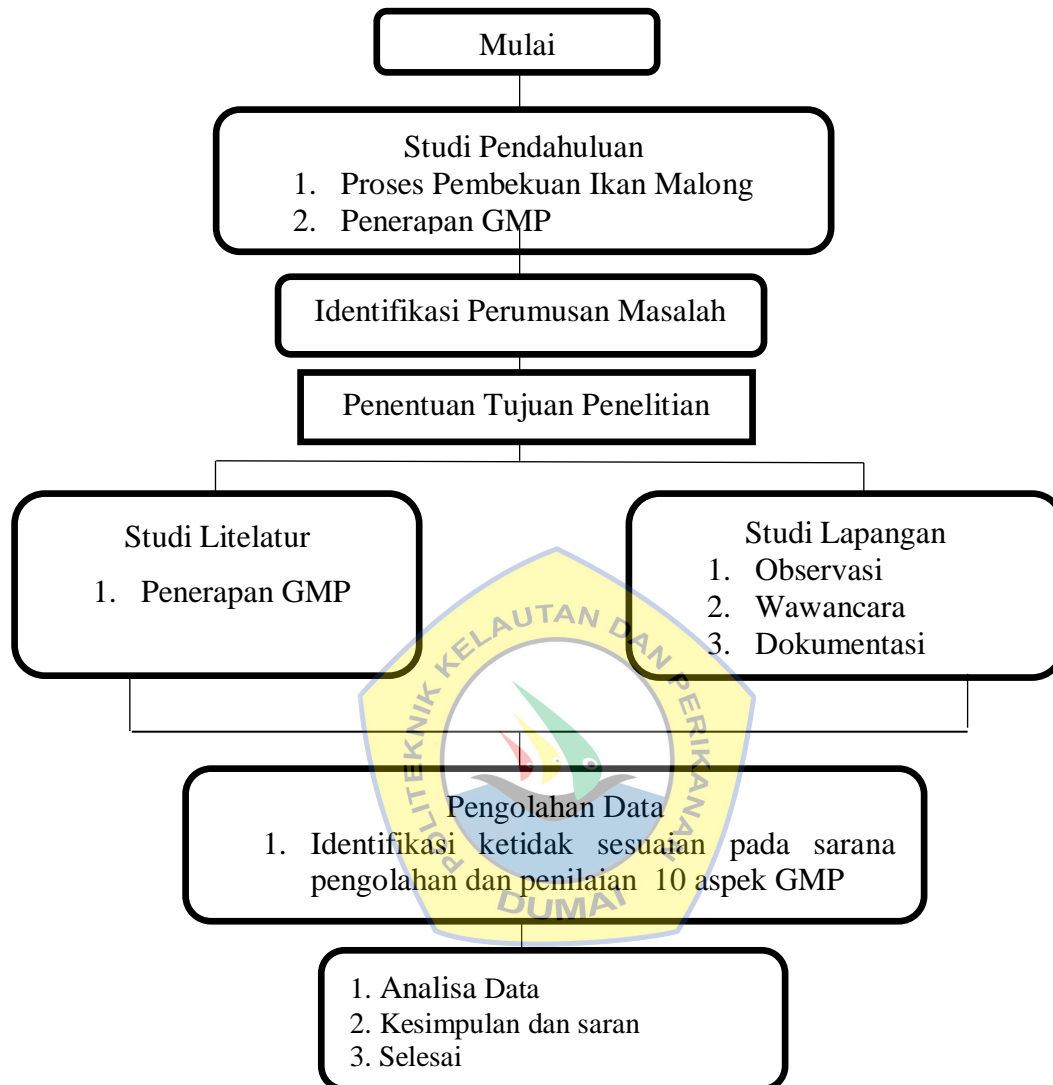 Mulai
Studi Pendahuluan
1. Proses Pembekuan Ikan Malong
2. Penerapan GMP
Identifikasi Perumusan Masalah
Penentuan Tujuan Penelitian
Studi Litelatur
1. Penerapan GMP
Studi Lapangan
1. Observasi
2. Wawancara
3. Dokumentasi
POLITEKNIK KELAUTAN DAN PERIKANAN
DUMAI
Pengolahan Data
1. Identifikasi ketidak sesuaian pada sarana
pengolahan dan penilaian 10 aspek GMP
1. Analisa Data
2. Kesimpulan dan saran
3. Selesai